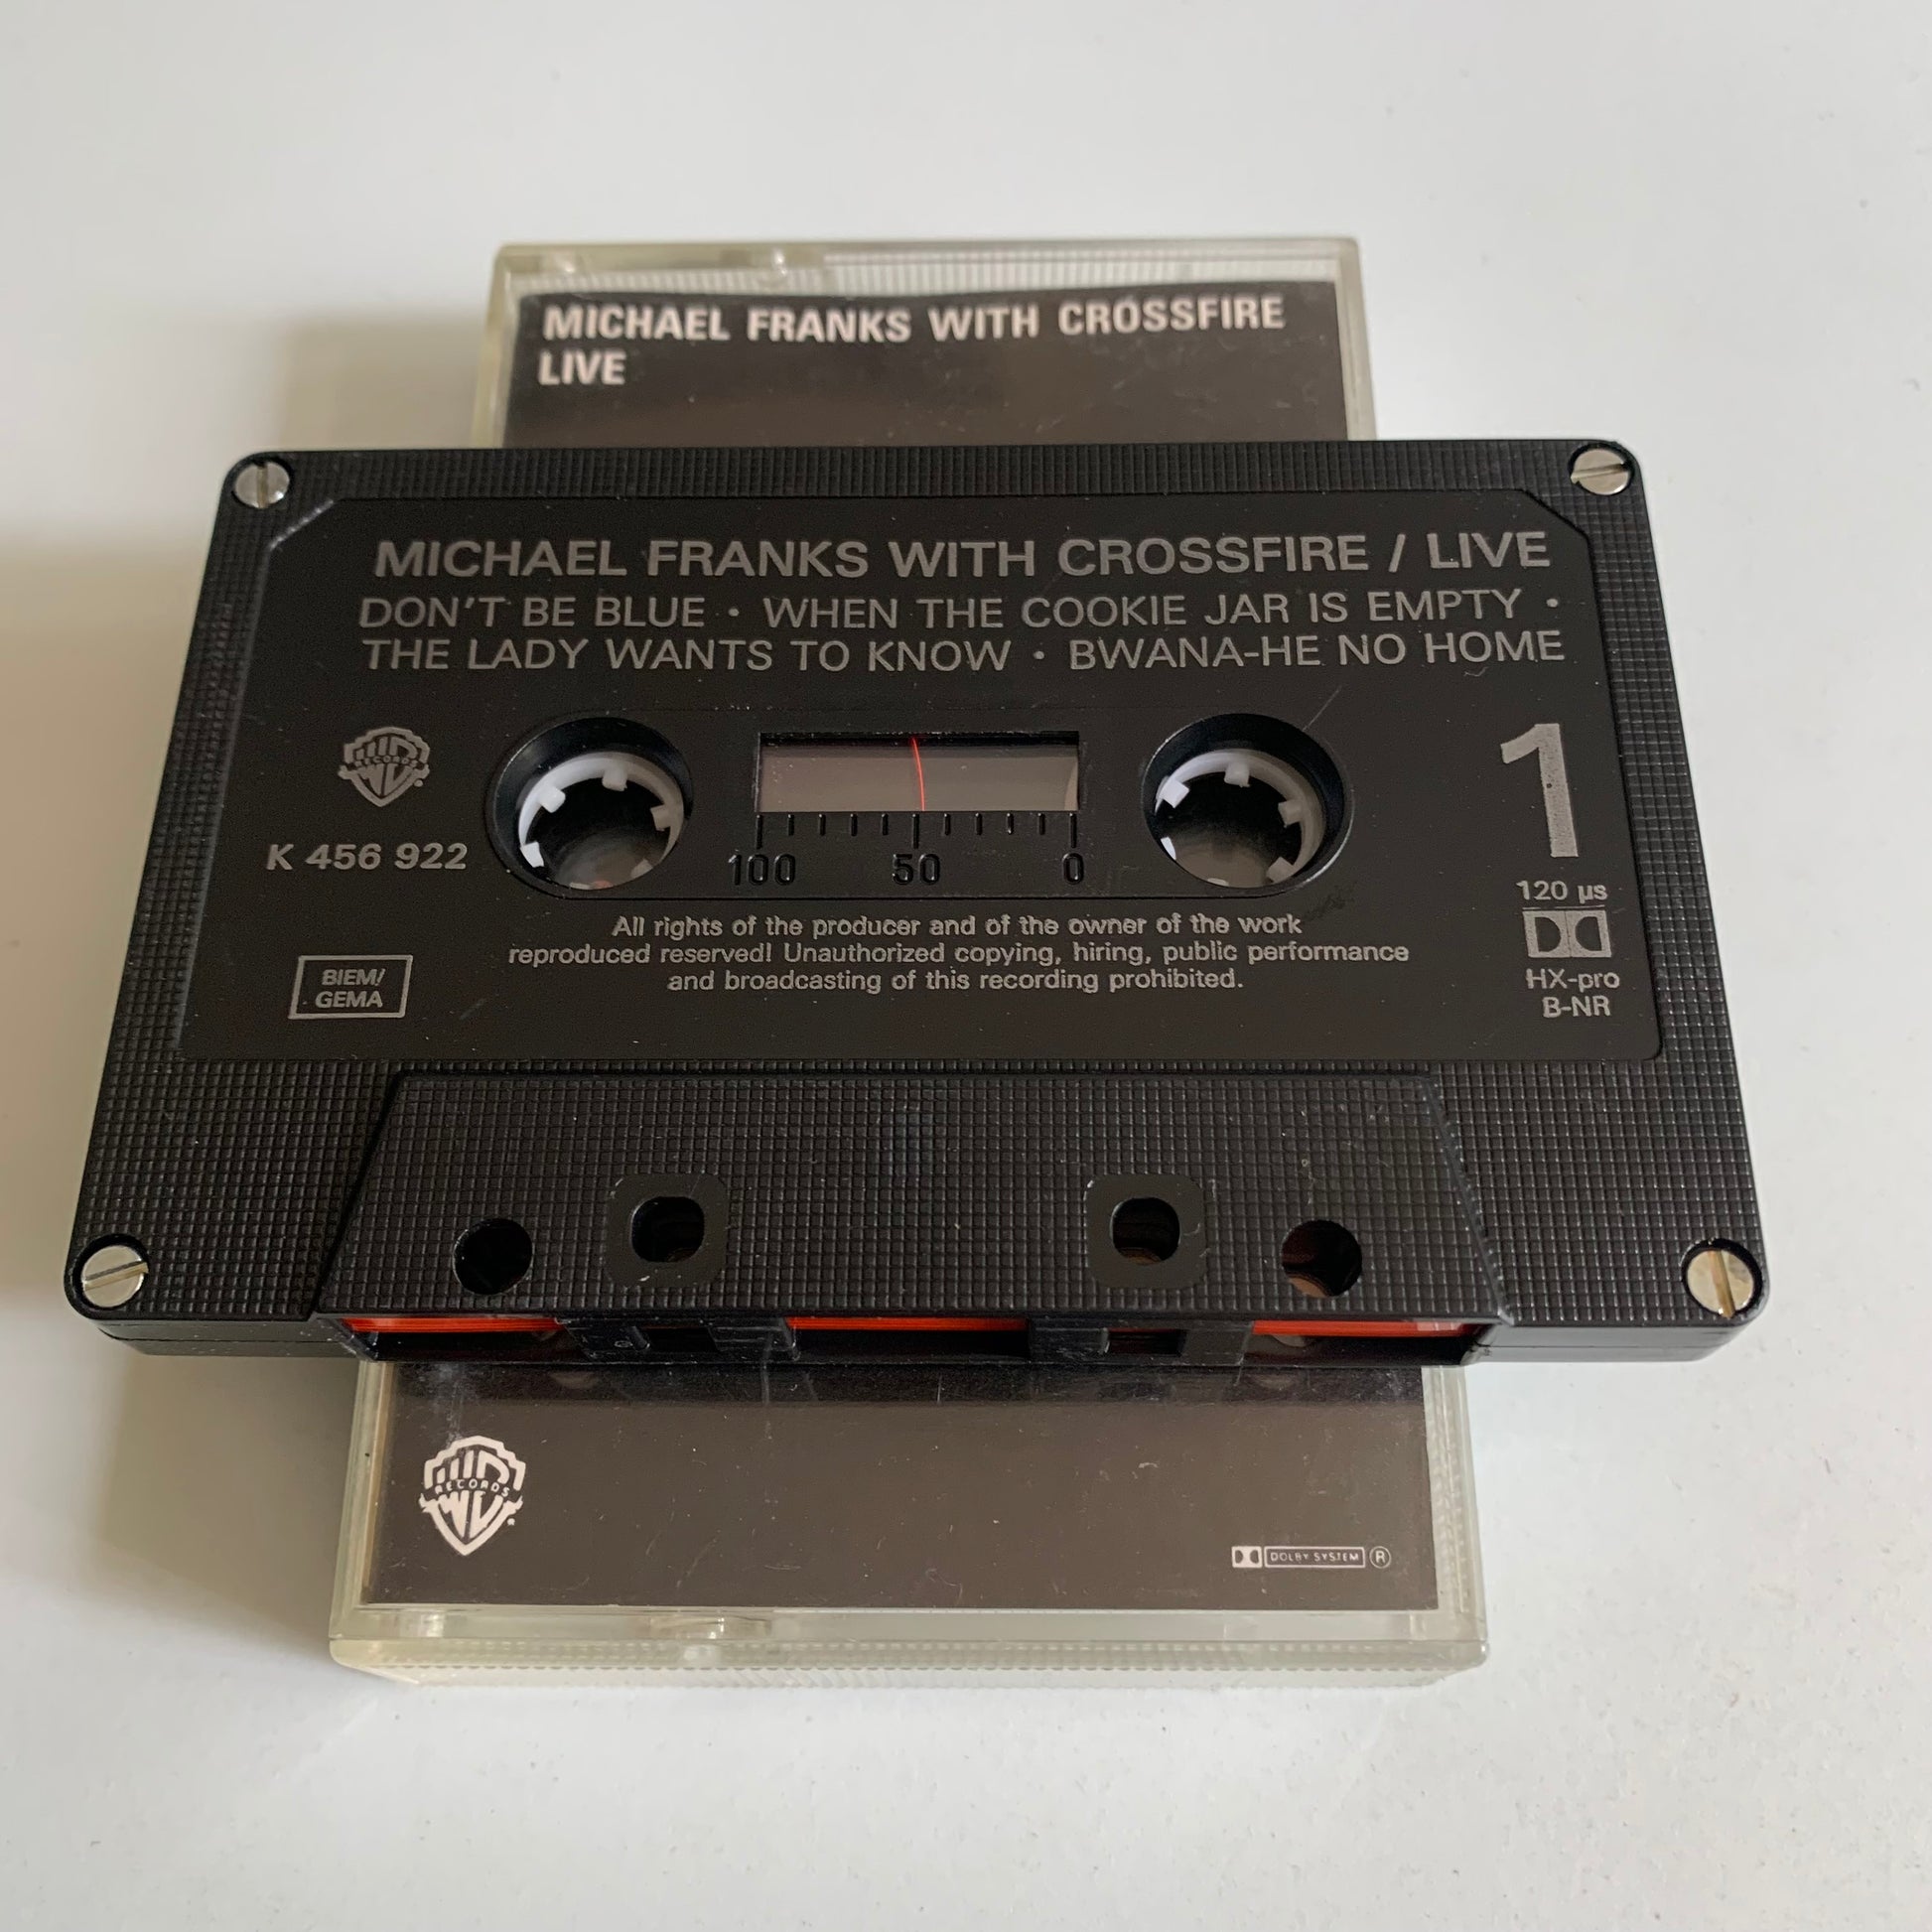 MICHAEL FRANKS WITH CROSSFIRE
LIVE
MICHAEL FRANKS WITH CROSSFIRE / LIVE
DON'T BE BLUE • WHEN THE COOKIE JAR IS EMPTY •
THE LADY WANTS TO KNOW • BWANA-HE NO HOME
RECORDS
1
K 456 922
100 50 0
120 µs
All rights of the producer and of the owner of the work
reproduced reserved! Unauthorized copying, hiring, public performance
and broadcasting of this recording prohibited.
BIEM/
GEMA
HX-pro
B-NR
RECORDS
DOLBY SYSTEM ®